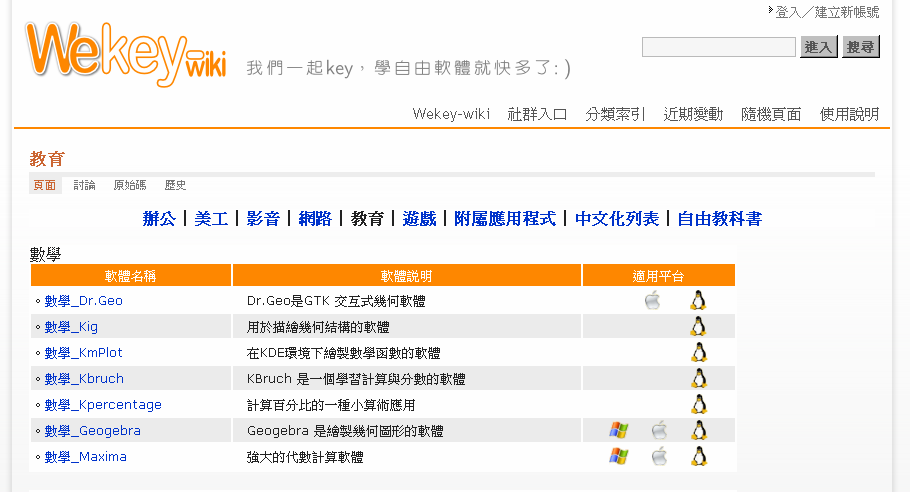 登入／建立新帳號
Wekey-wiki
我們一起key，學自由軟體就快多了:)
進入 搜尋
Wekey-wiki 社群入口 分類索引 近期變動 隨機頁面 使用說明
教育
頁面 討論 原始碼 歷史
辦公 | 美工 | 影音 | 網路 | 教育 | 遊戲 | 附屬應用程式 | 中文化列表 | 自由教科書
數學
軟體名稱 軟體說明 適用平台
數學_Dr.Geo Dr.Geo是GTK 交互式幾何軟體
數學_Kig 用於描繪幾何結構的軟體
數學_KmPlot 在KDE環境下繪製數學函數的軟體
數學_Kbruch KBruch 是一個學習計算與分數的軟體
數學_Kpercentage 計算百分比的一種小算術應用
數學_Geogebra Geogebra 是繪製幾何圖形的軟體
數學_Maxima 強大的代數計算軟體